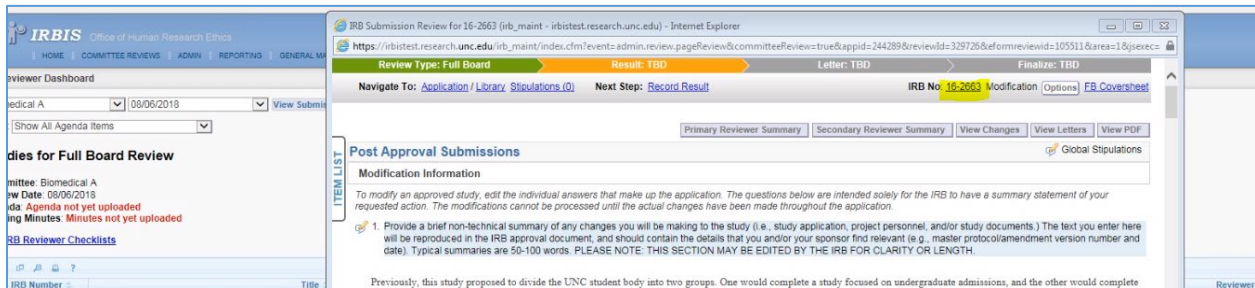 IRBIS Office of Human Research Ethics
HOME COMMITTEE REVIEWS ADMIN REPORTING GENERAL
eviewer Dashboard
edical A 08/06/2018 View Submis
Show All Agenda Items
dies for Full Board Review
mittee: Biomedical A
ew Date: 08/06/2018
da: Agenda not yet uploaded
ing Minutes: Minutes not yet uploaded
RB Reviewer Checklists
IRB Number Title
IRB Submission Review for 16-2663 (irb_maint - irbistest.research.unc.edu) - Internet Explorer
https://irbistest.research.unc.edu/irb_maint/index.cfm?event=admin.review.pageReview&committeeReview=true&appid=244289&reviewId=329726&eformreviewid=105511&area=1&jsexec=
Review Type: Full Board Result: TBD Letter: TBD Finalize: TBD
Navigate To: Application / Library Stipulations (0) Next Step: Record Result IRB No: 16-2663 Modification Options FB Coversheet
Primary Reviewer Summary Secondary Reviewer Summary View Changes View Letters View PDF
ITEM LIST
Post Approval Submissions Global Stipulations
Modification Information
To modify an approved study, edit the individual answers that make up the application. The questions below are intended solely for the IRB to have a summary statement of your
requested action. The modifications cannot be processed until the actual changes have been made throughout the application.
1. Provide a brief non-technical summary of any changes you will be making to the study (i.e., study application, project personnel, and/or study documents.) The text you enter here
will be reproduced in the IRB approval document, and should contain the details that you and/or your sponsor find relevant (e.g., master protocol/amendment version number and
date). Typical summaries are 50-100 words. PLEASE NOTE: THIS SECTION MAY BE EDITED BY THE IRB FOR CLARITY OR LENGTH.
Previously, this study proposed to divide the UNC student body into two groups. One would complete a study focused on undergraduate admissions, and the other would complete
Reviewer